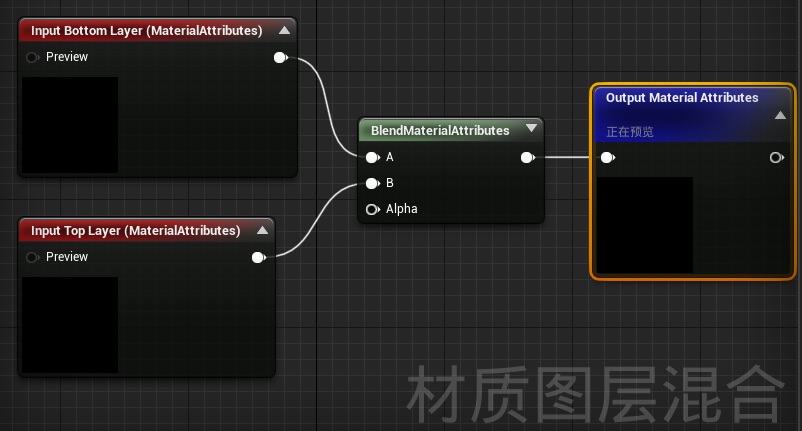 Input Bottom Layer (MaterialAttributes)
Preview
Input Top Layer (MaterialAttributes)
Preview
BlendMaterialAttributes
A
B
Alpha
Output Material Attributes
正在预览
材质图层混合